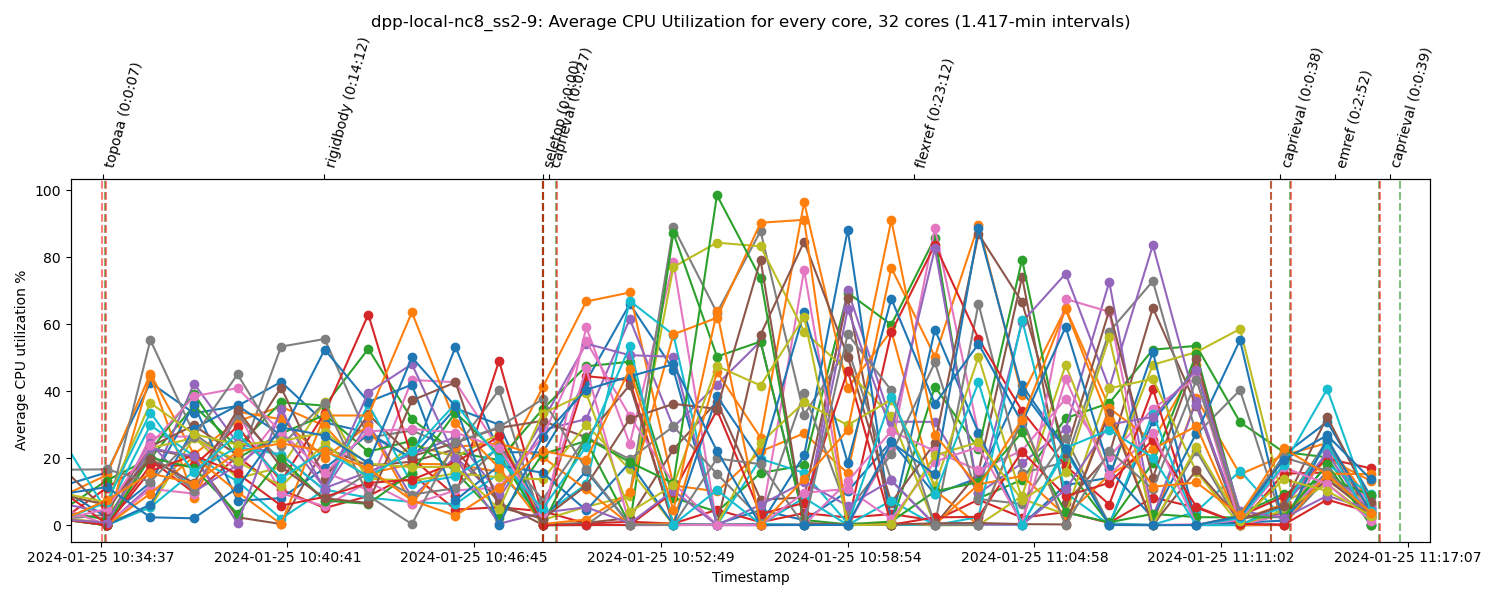 dpp-local-nc8_ss2-9: Average CPU Utilization for every core, 32 cores (1.417-min intervals)
topoaa (0:0:07)
rigidbody (0:14:12)
seletop (0:0:00)
caprieval (0:0:27)
flexref (0:23:12)
caprieval (0:0:38)
emref (0:2:52)
caprieval (0:0:39)
Average CPU utilization %
100
80
60
40
20
0
2024-01-25 10:34:37
2024-01-25 10:40:41
2024-01-25 10:46:45
2024-01-25 10:52:49
2024-01-25 10:58:54
2024-01-25 11:04:58
2024-01-25 11:11:02
2024-01-25 11:17:07
Timestamp